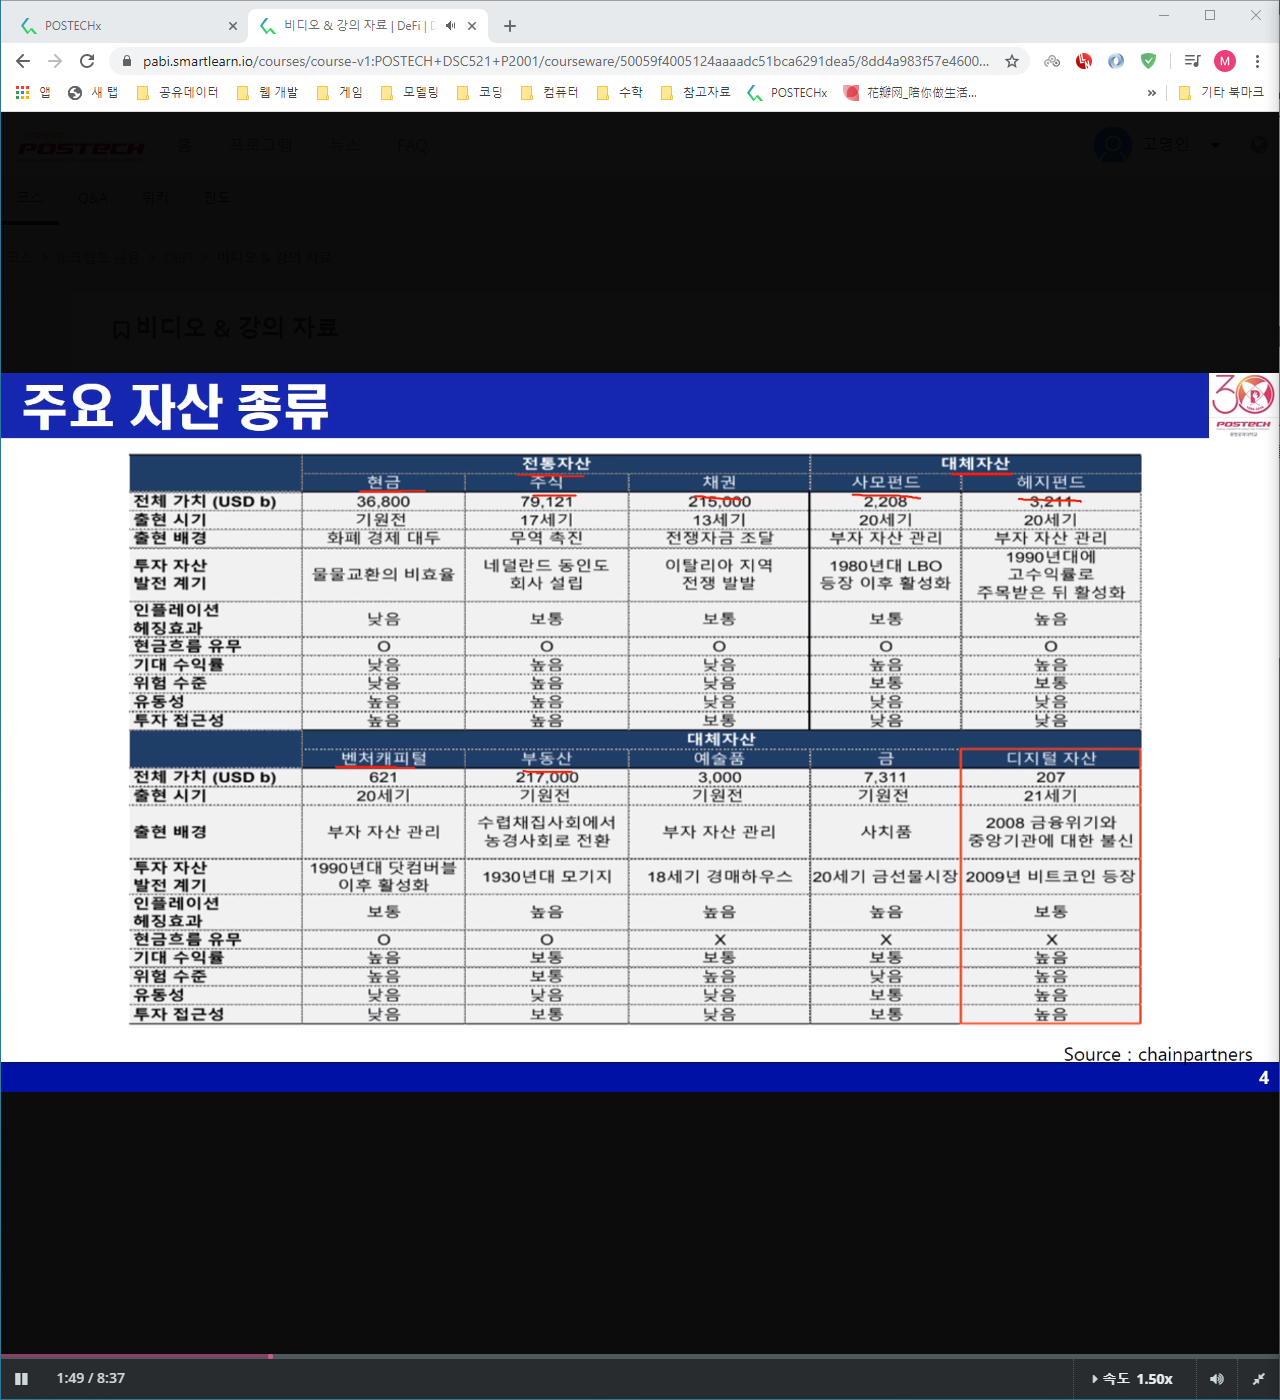 POSTECHx
비디오 & 강의 자료 | DeFi |
pabi.smartlearn.io/courses/course-v1:POSTECH+DSC521+P2001/courseware/50059f4005124aaaadc51bca6291dea5/8dd4a983f57e4600...
M
앱 새 탭 공유데이터 웹 개발 게임 모델링 코딩 컴퓨터 수학 참고자료 POSTECHx 花瓣网_陪你做生活... » 기타 북마크
POSTECH 홈 프로그램 뉴스 FAQ 고영인
코스 Q&A 위키 진도
비디오 & 강의 자료
비디오 & 강의 자료
주요 자산 종류
30
POSTECH
전통자산 대체자산
현금 주식 채권 사모펀드 헤지펀드
전체 가치 (USD b) 36,800 79,121 215,000 2,208 3,211
출현 시기 기원전 17세기 13세기 20세기 20세기
출현 배경 화폐 경제 대두 무역 촉진 전쟁자금 조달 부자 자산 관리 부자 자산 관리
투자 자산 발전 계기 물물교환의 비효율 네덜란드 동인도 회사 설립 이탈리아 지역 전쟁 발발 1980년대 LBO 등장 이후 활성화 1990년대에 고수익률로 주목받은 뒤 활성화
인플레이션 헤징효과 낮음 보통 보통 보통 높음
현금흐름 유무 O O O O O
기대 수익률 낮음 높음 낮음 높음 높음
위험 수준 낮음 높음 낮음 보통 보통
유동성 높음 높음 낮음 낮음 낮음
투자 접근성 높음 높음 보통 낮음 낮음
대체자산
벤처캐피털 부동산 예술품 금 디지털 자산
전체 가치 (USD b) 621 217,000 3,000 7,311 207
출현 시기 20세기 기원전 기원전 기원전 21세기
출현 배경 부자 자산 관리 수렵채집사회에서 농경사회로 전환 부자 자산 관리 사치품 2008 금융위기와 중앙기관에 대한 불신
투자 자산 발전 계기 1990년대 닷컴버블 이후 활성화 1930년대 모기지 18세기 경매하우스 20세기 금선물시장 2009년 비트코인 등장
인플레이션 헤징효과 보통 높음 높음 높음 보통
현금흐름 유무 O O X X X
기대 수익률 높음 보통 보통 보통 높음
위험 수준 높음 보통 높음 낮음 높음
유동성 낮음 낮음 낮음 보통 높음
투자 접근성 낮음 보통 낮음 보통 높음
Source : chainpartners
4
1:49 / 8:37 속도 1.50x